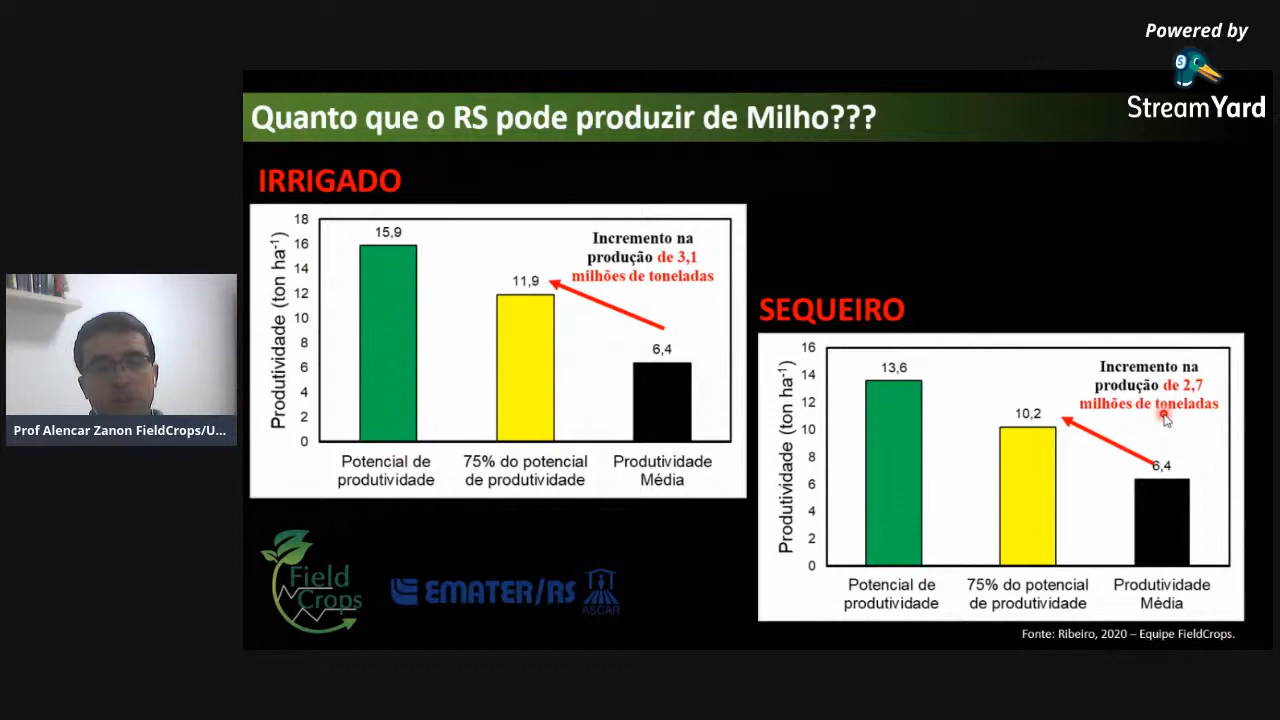 Powered by
StreamYard
Quanto que o RS pode produzir de Milho???
IRRIGADO
Produtividade (ton ha⁻¹)
18
16
14
12
10
8
6
4
2
0
15,9
11,9
6,4
Incremento na
produção de 3,1
milhões de toneladas
Potencial de
produtividade
75% do potencial
de produtividade
Produtividade
Média
SEQUEIRO
Produtividade (ton ha⁻¹)
16
14
12
10
8
6
4
2
0
13,6
10,2
6,4
Incremento na
produção de 2,7
milhões de toneladas
Potencial de
produtividade
75% do potencial
de produtividade
Produtividade
Média
Prof Alencar Zanon FieldCrops/U...
Field
Crops
EMATER/RS
ASCAR
Fonte: Ribeiro, 2020 – Equipe FieldCrops.